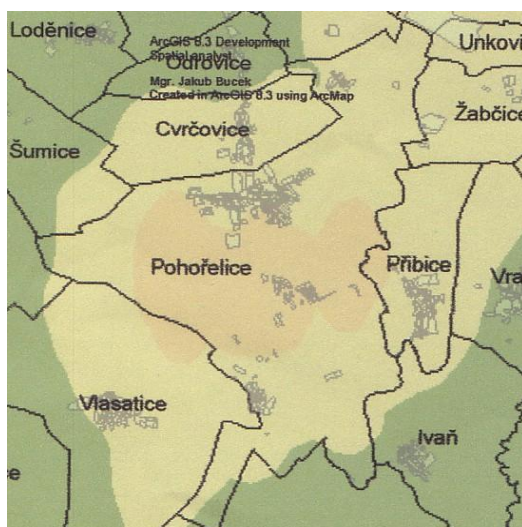 Loděnice
ArcGIS 8.3 Development
Spatial analyst
Odrovice
Mgr. Jakub Bucek
Created in ArcGIS 8.3 using ArcMap
Unkovi
Cvrčovice
Žabčice
Šumice
Pohořelice
Přibice
Vra
Vlasatice
Ivaň
e